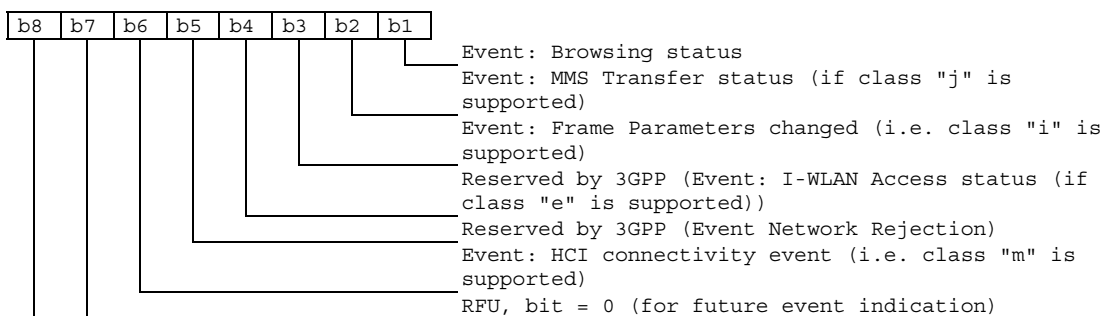 b8 b7 b6 b5 b4 b3 b2 b1
Event: Browsing status
Event: MMS Transfer status (if class "j" is
supported)
Event: Frame Parameters changed (i.e. class "i" is
supported)
Reserved by 3GPP (Event: I-WLAN Access status (if
class "e" is supported))
Reserved by 3GPP (Event Network Rejection)
Event: HCI connectivity event (i.e. class "m" is
supported)
RFU, bit = 0 (for future event indication)